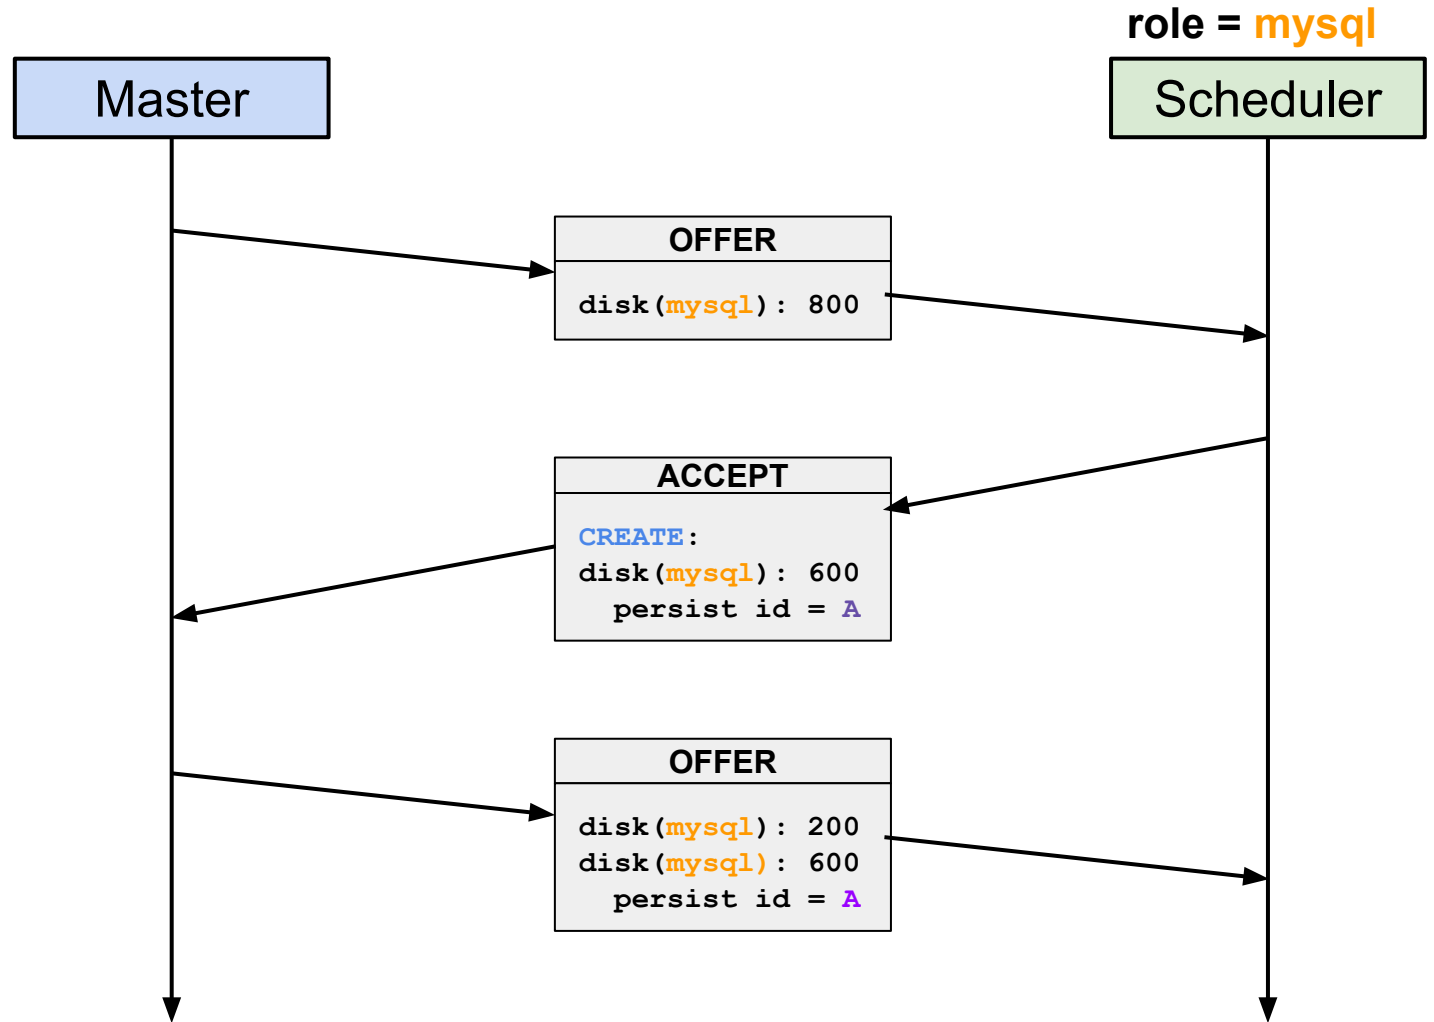 role = mysql
Master
Scheduler
OFFER
disk(mysql): 800
ACCEPT
CREATE:
disk(mysql): 600
persist id = A
OFFER
disk(mysql): 200
disk(mysql): 600
persist id = A